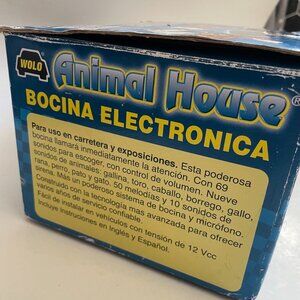 WOLO
Animal House
BOCINA ELECTRONICA
Para uso en carretera y exposiciones. Esta poderosa
bocina llamará inmediatamente la atención. Con 69
sonidos para escoger, con control de volumen. Nueve
sonidos de animales: gallina, toro, caballo, borrego, gallo,
rana, perro, pato y gato. 50 melodías y 10 sonidos de
sirena. Más un poderoso sistema de bocina y micrófono.
Construido con la tecnología mas avanzada para ofrecer
varios años de servicio confiable.
Fácil de instalar en vehículos con tensión de 12 Vcc
Incluye instrucciones en Inglés y Español.